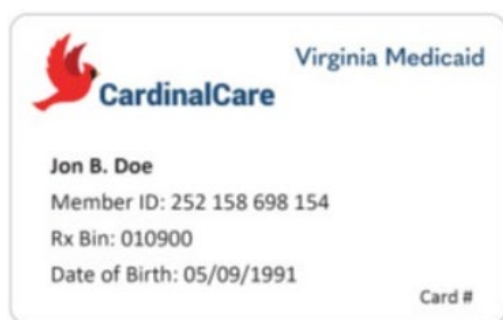 Virginia Medicaid
CardinalCare
Jon B. Doe
Member ID: 252 158 698 154
Rx Bin: 010900
Date of Birth: 05/09/1991
Card #